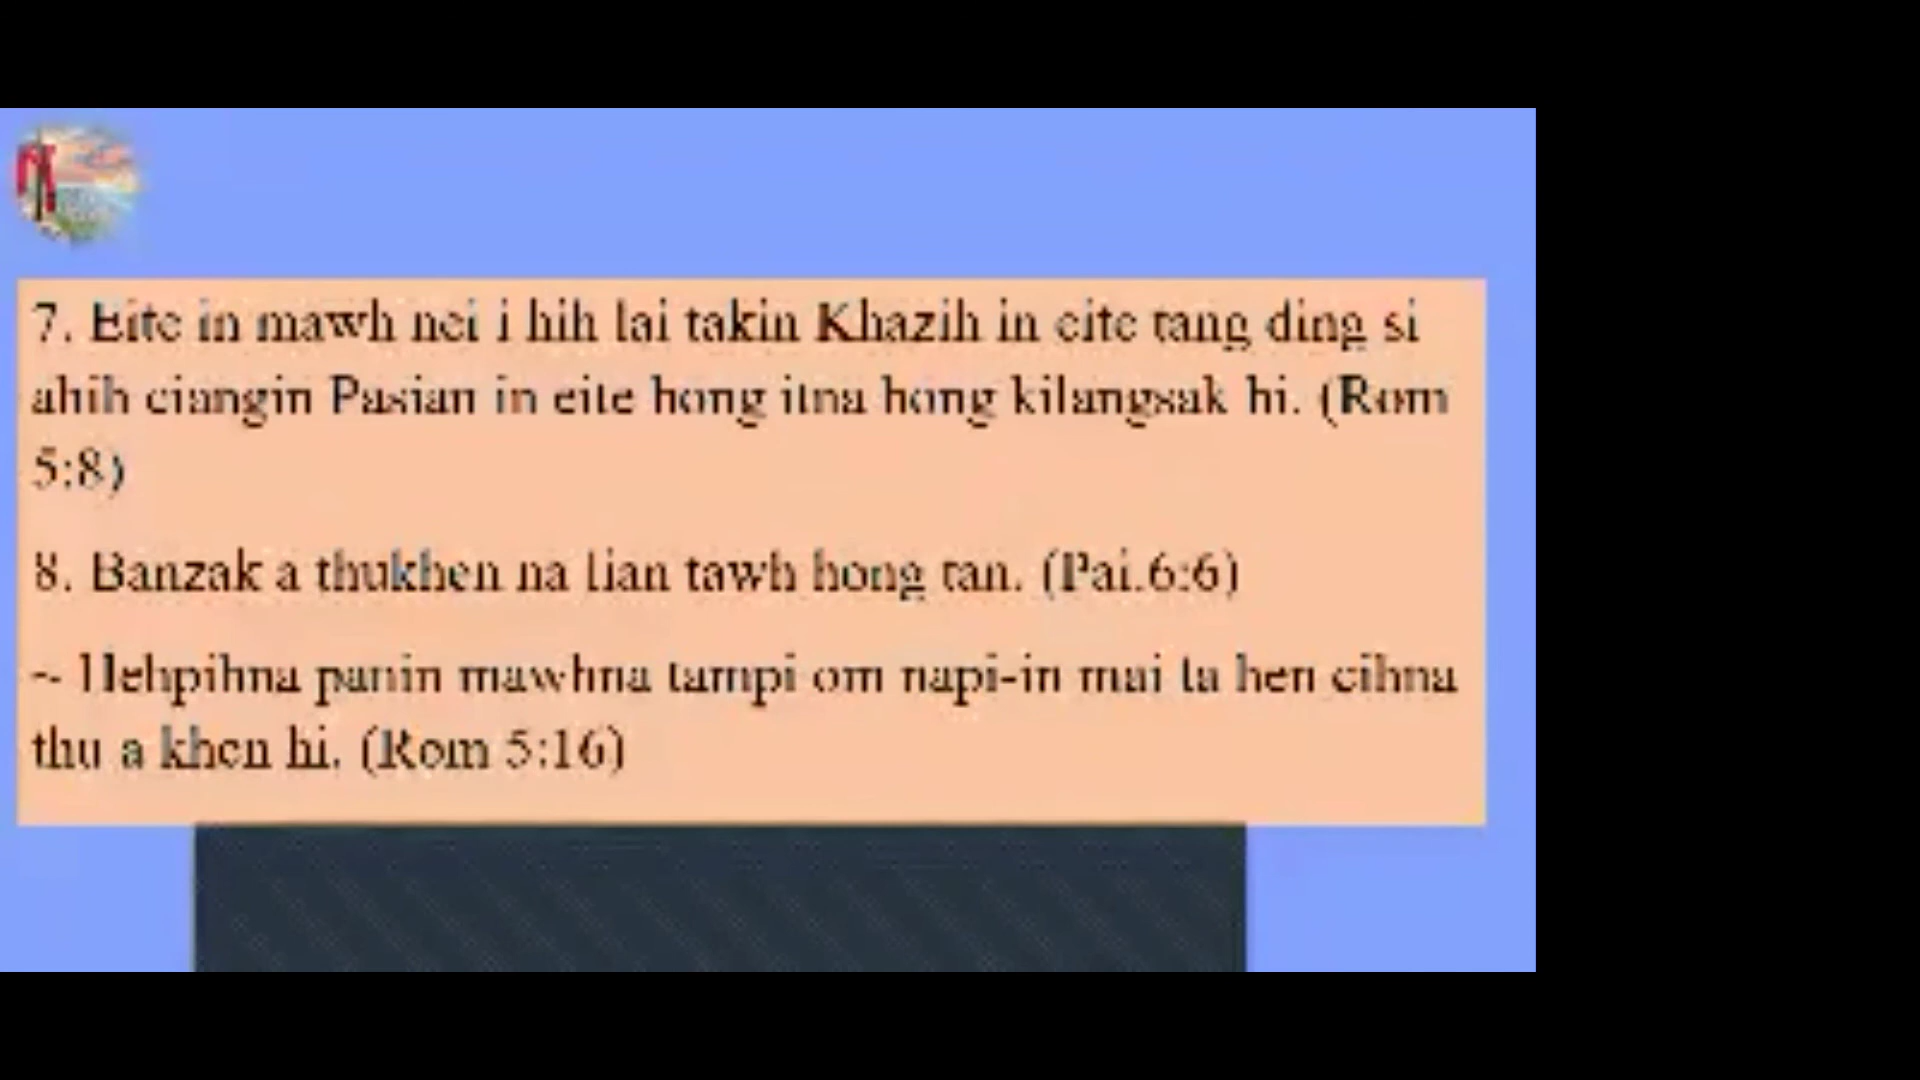 7. Eite in mawh nei i hih lai takin Khazih in eite tang ding si
ahih ciangin Pasian in eite hong itna hong kilangsak hi. (Rom
5:8)
8. Banzak a thukhen na lian tawh hong tan. (Pai.6:6)
-- Hehpihna panin mawhna tampi om napi-in mai ta hen cihna
thu a khen hi. (Rom 5:16)